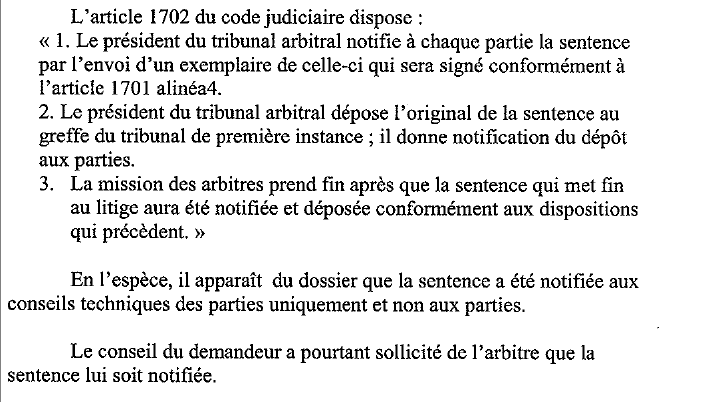 L'article 1702 du code judiciaire dispose :
« 1. Le président du tribunal arbitral notifie à chaque partie la sentence
par l'envoi d'un exemplaire de celle-ci qui sera signé conformément à
l'article 1701 alinéa4.
2. Le président du tribunal arbitral dépose l'original de la sentence au
greffe du tribunal de première instance ; il donne notification du dépôt
aux parties.
3. La mission des arbitres prend fin après que la sentence qui met fin
au litige aura été notifiée et déposée conformément aux dispositions
qui précèdent. »
En l'espèce, il apparaît du dossier que la sentence a été notifiée aux
conseils techniques des parties uniquement et non aux parties.
Le conseil du demandeur a pourtant sollicité de l'arbitre que la
sentence lui soit notifiée.